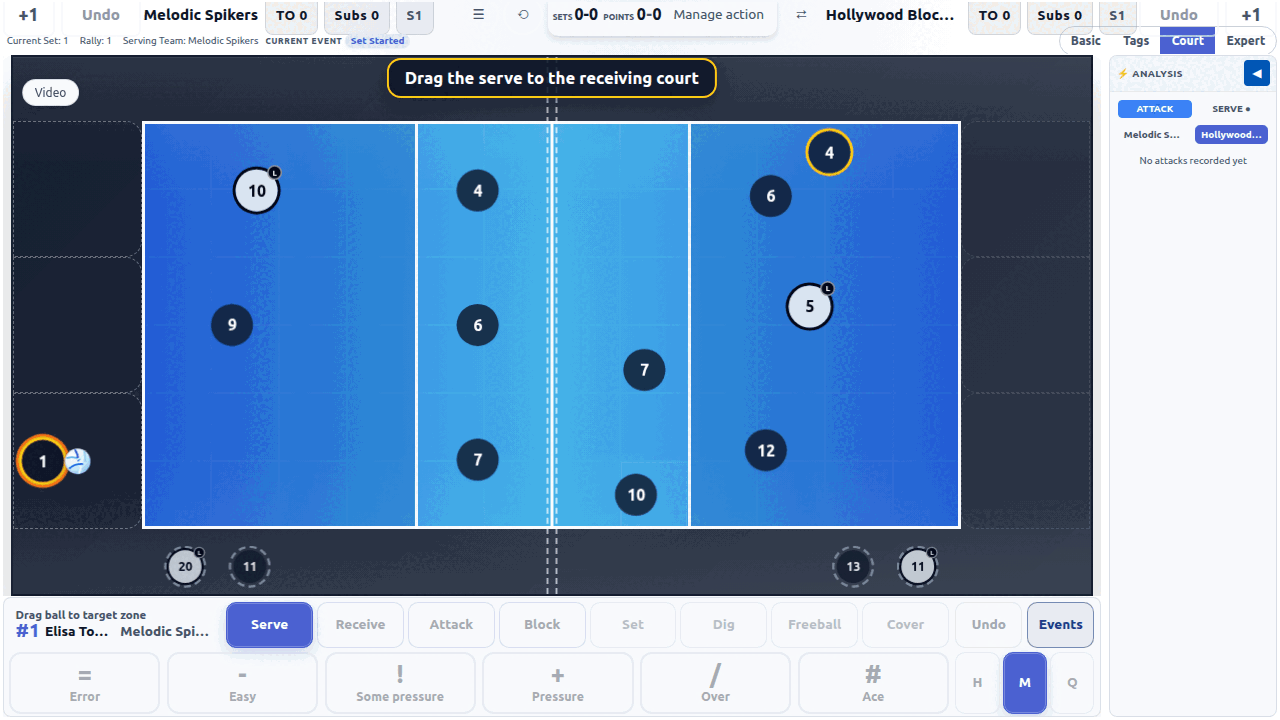 +1 Undo Melodic Spikers TO 0 Subs 0 S1 ☰ SETS 0-0 POINTS 0-0 Manage action Hollywood Bloc... TO 0 Subs 0 S1 Undo +1
Current Set: 1 Rally: 1 Serving Team: Melodic Spikers CURRENT EVENT Set Started
Basic Tags Court Expert
Drag the serve to the receiving court
Video
ANALYSIS
ATTACK SERVE
Melodic S... Hollywood...
No attacks recorded yet
4
10 L
4
6
5 L
9
6
7
12
1
7
10
20 L
11
13
11 L
Drag ball to target zone
#1 Elisa To... Melodic Spi...
Serve Receive Attack Block Set Dig Freeball Cover Undo Events
= - ! + / #
Error Easy Some pressure Pressure Over Ace
H M Q